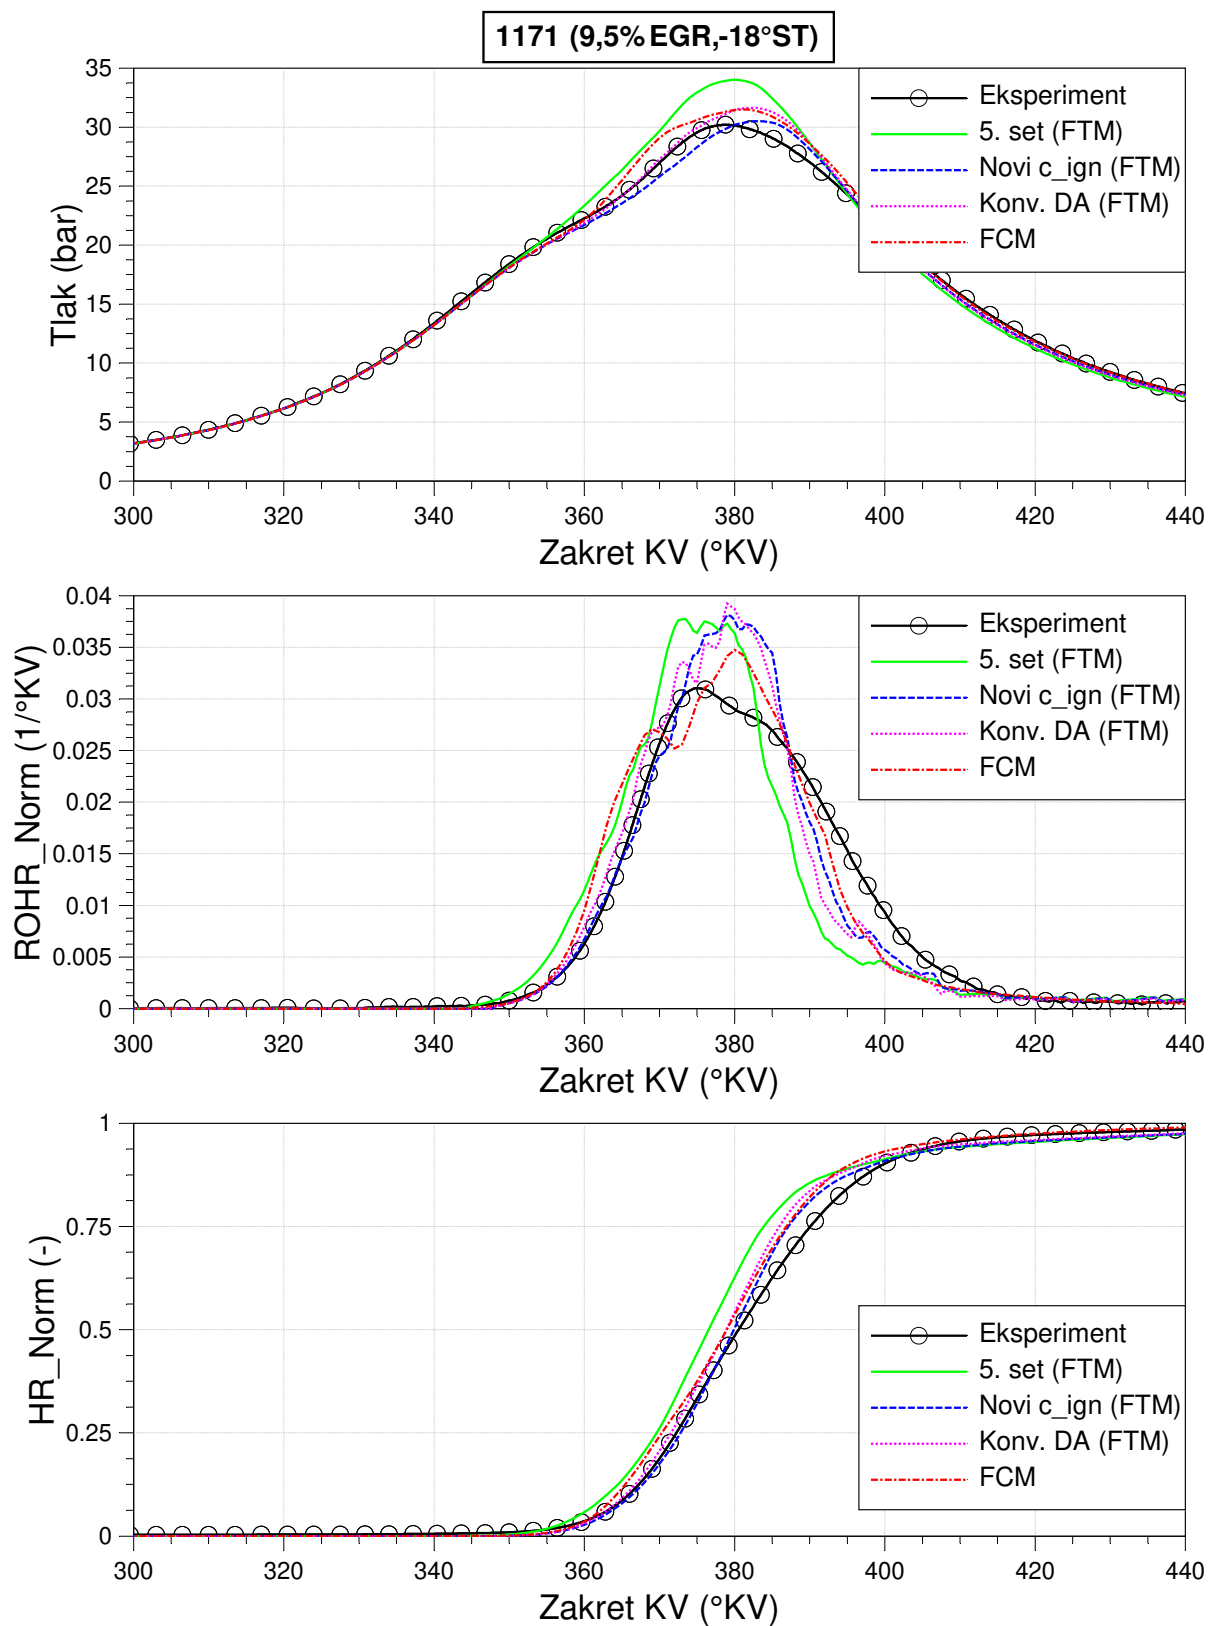 1171 (9,5% EGR,-18°ST)
35
30
25
20
15
10
5
0
Tlak (bar)
Eksperiment
5. set (FTM)
Novi c_ign (FTM)
Konv. DA (FTM)
FCM
300 320 340 360 380 400 420 440
Zakret KV (°KV)
0.04
0.035
0.03
0.025
0.02
0.015
0.01
0.005
0
ROHR_Norm (1/°KV)
Eksperiment
5. set (FTM)
Novi c_ign (FTM)
Konv. DA (FTM)
FCM
300 320 340 360 380 400 420 440
Zakret KV (°KV)
1
0.75
0.5
0.25
0
HR_Norm (-)
Eksperiment
5. set (FTM)
Novi c_ign (FTM)
Konv. DA (FTM)
FCM
300 320 340 360 380 400 420 440
Zakret KV (°KV)